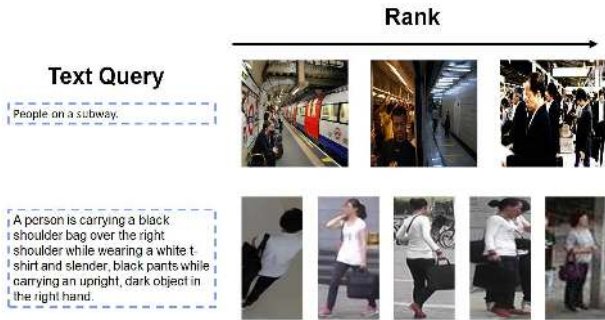 Rank
Text Query
People on a subway.
A person is carrying a black
shoulder bag over the right
shoulder while wearing a white t-
shirt and slender, black pants while
carrying an upright, dark object in
the right hand.